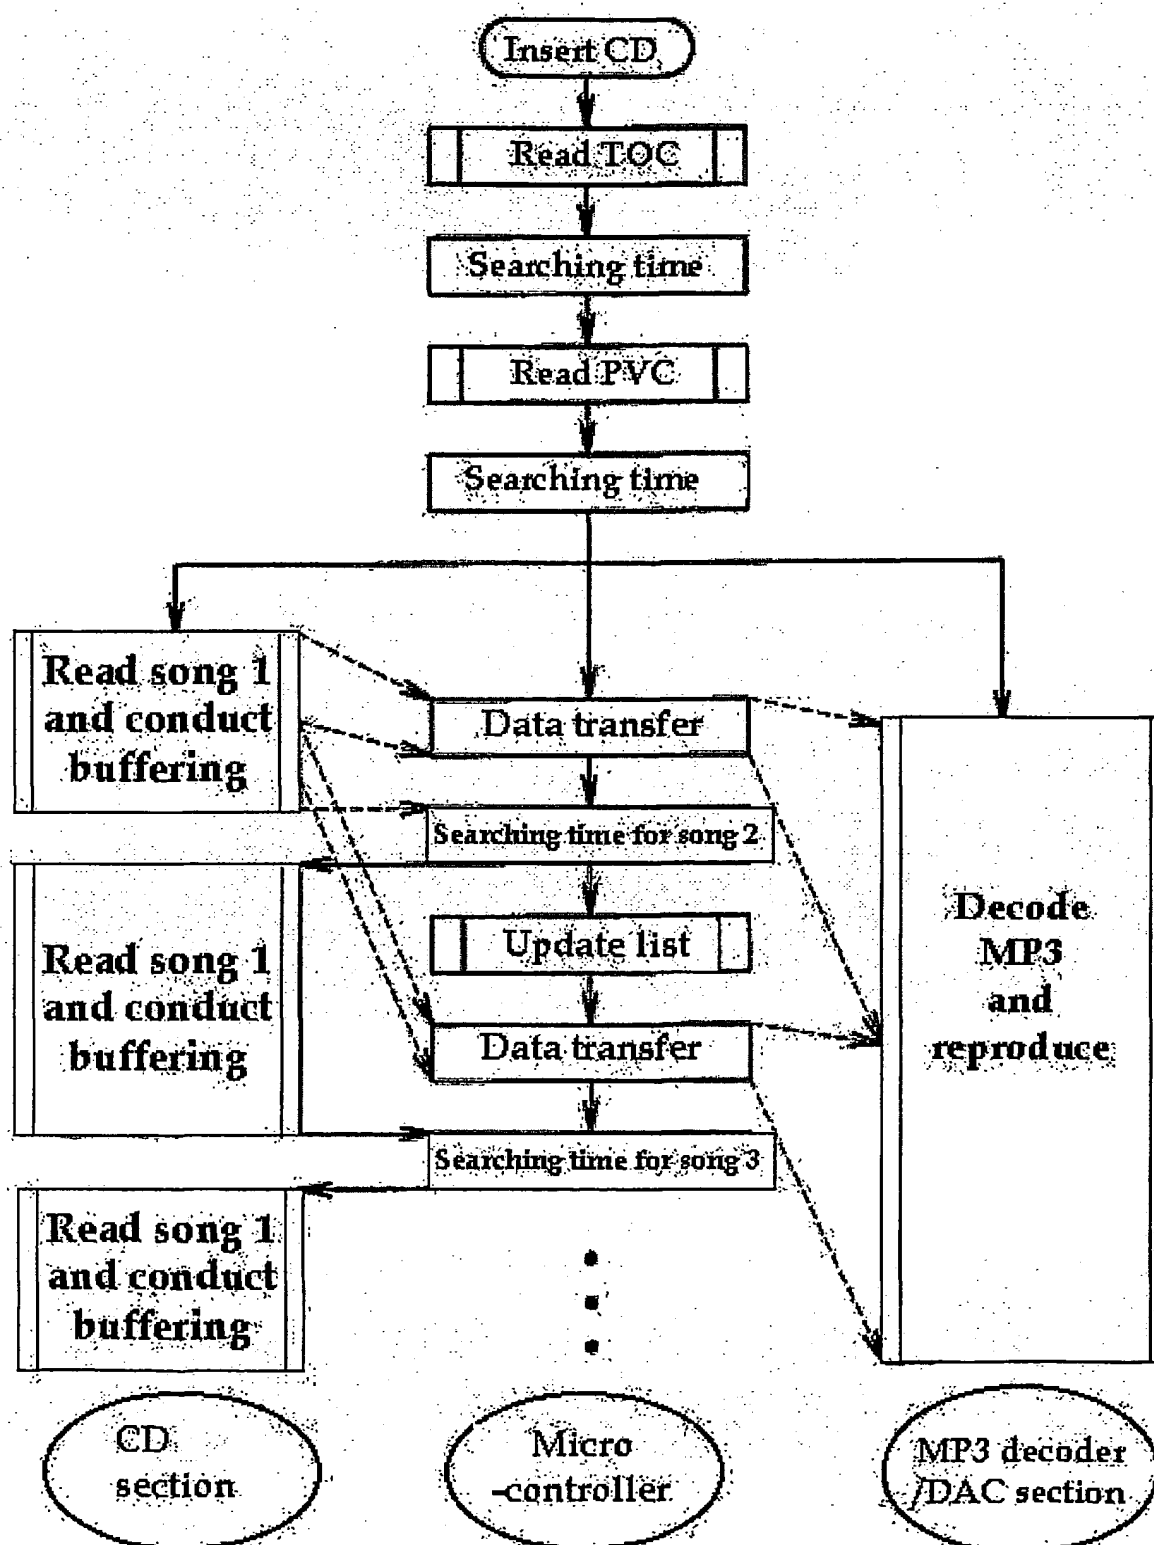 Insert CD
Read TOC
Searching time
Read PVC
Searching time
Read song 1
and conduct
buffering
Data transfer
Searching time for song 2
Read song 1
and conduct
buffering
Update list
Data transfer
Searching time for song 3
Read song 1
and conduct
buffering
Decode
MP3
and
reproduce
CD
section
Micro
-controller
MP3 decoder
/DAC section